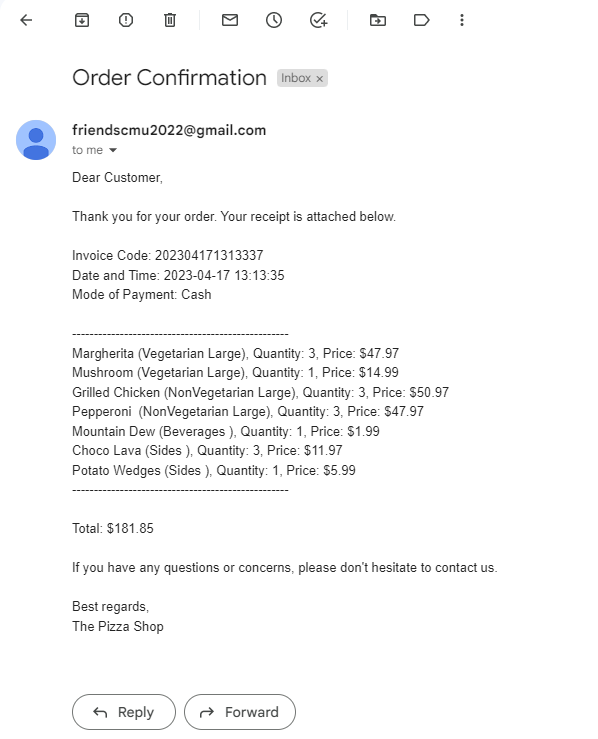 Order Confirmation Inbox ×
friendscmu2022@gmail.com
to me
Dear Customer,
Thank you for your order. Your receipt is attached below.
Invoice Code: 202304171313337
Date and Time: 2023-04-17 13:13:35
Mode of Payment: Cash
--------------------------------------------------
Margherita (Vegetarian Large), Quantity: 3, Price: $47.97
Mushroom (Vegetarian Large), Quantity: 1, Price: $14.99
Grilled Chicken (NonVegetarian Large), Quantity: 3, Price: $50.97
Pepperoni  (NonVegetarian Large), Quantity: 3, Price: $47.97
Mountain Dew (Beverages ), Quantity: 1, Price: $1.99
Choco Lava (Sides ), Quantity: 3, Price: $11.97
Potato Wedges (Sides ), Quantity: 1, Price: $5.99
--------------------------------------------------
Total: $181.85
If you have any questions or concerns, please don't hesitate to contact us.
Best regards,
The Pizza Shop
Reply Forward